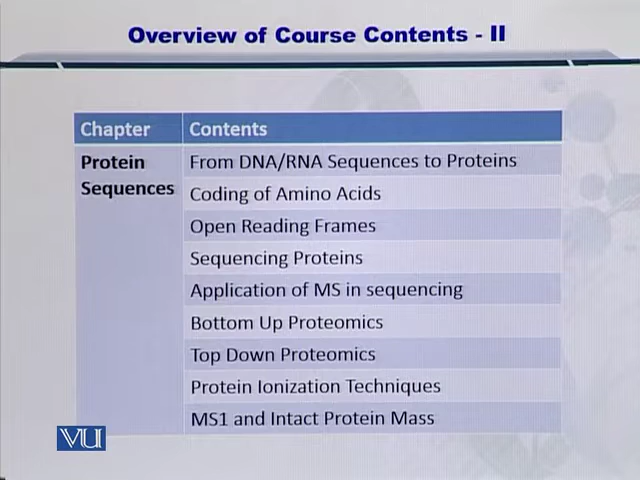 Overview of Course Contents - II
Chapter
Contents
Protein
Sequences
From DNA/RNA Sequences to Proteins
Coding of Amino Acids
Open Reading Frames
Sequencing Proteins
Application of MS in sequencing
Bottom Up Proteomics
Top Down Proteomics
Protein Ionization Techniques
MS1 and Intact Protein Mass
VU